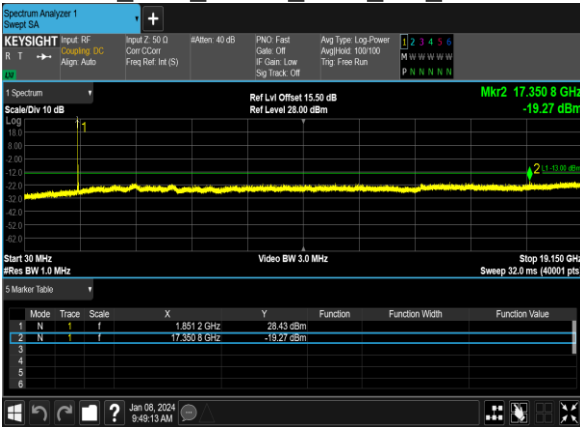 Spectrum Analyzer 1
Swept SA
+
KEYSIGHT Input: RF Input Z: 50 Ω #Atten: 40 dB PNO: Fast Avg Type: Log-Power 1 2 3 4 5 6
R T Coupling: DC Corr CCorr Gate: Off Avg|Hold: 100/100 M W W W W W
Align: Auto Freq Ref: Int (S) IF Gain: Low Trig: Free Run
Sig Track: Off P N N N N N
1 Spectrum Ref Lvl Offset 15.50 dB Mkr2 17.350 8 GHz
Scale/Div 10 dB Ref Level 28.00 dBm -19.27 dBm
Log
18.0
8.00
-2.00
-12.0
-22.0
-32.0
-42.0
-52.0
-62.0
1
2 L1 -13.00 dBm
Start 30 MHz Video BW 3.0 MHz Stop 19.150 GHz
#Res BW 1.0 MHz Sweep 32.0 ms (40001 pts
5 Marker Table
Mode Trace Scale X Y Function Function Width Function Value
1 N 1 f 1.851 2 GHz 28.43 dBm
2 N 1 f 17.350 8 GHz -19.27 dBm
3
4
5
6
? Jan 08, 2024
9:49:13 AM